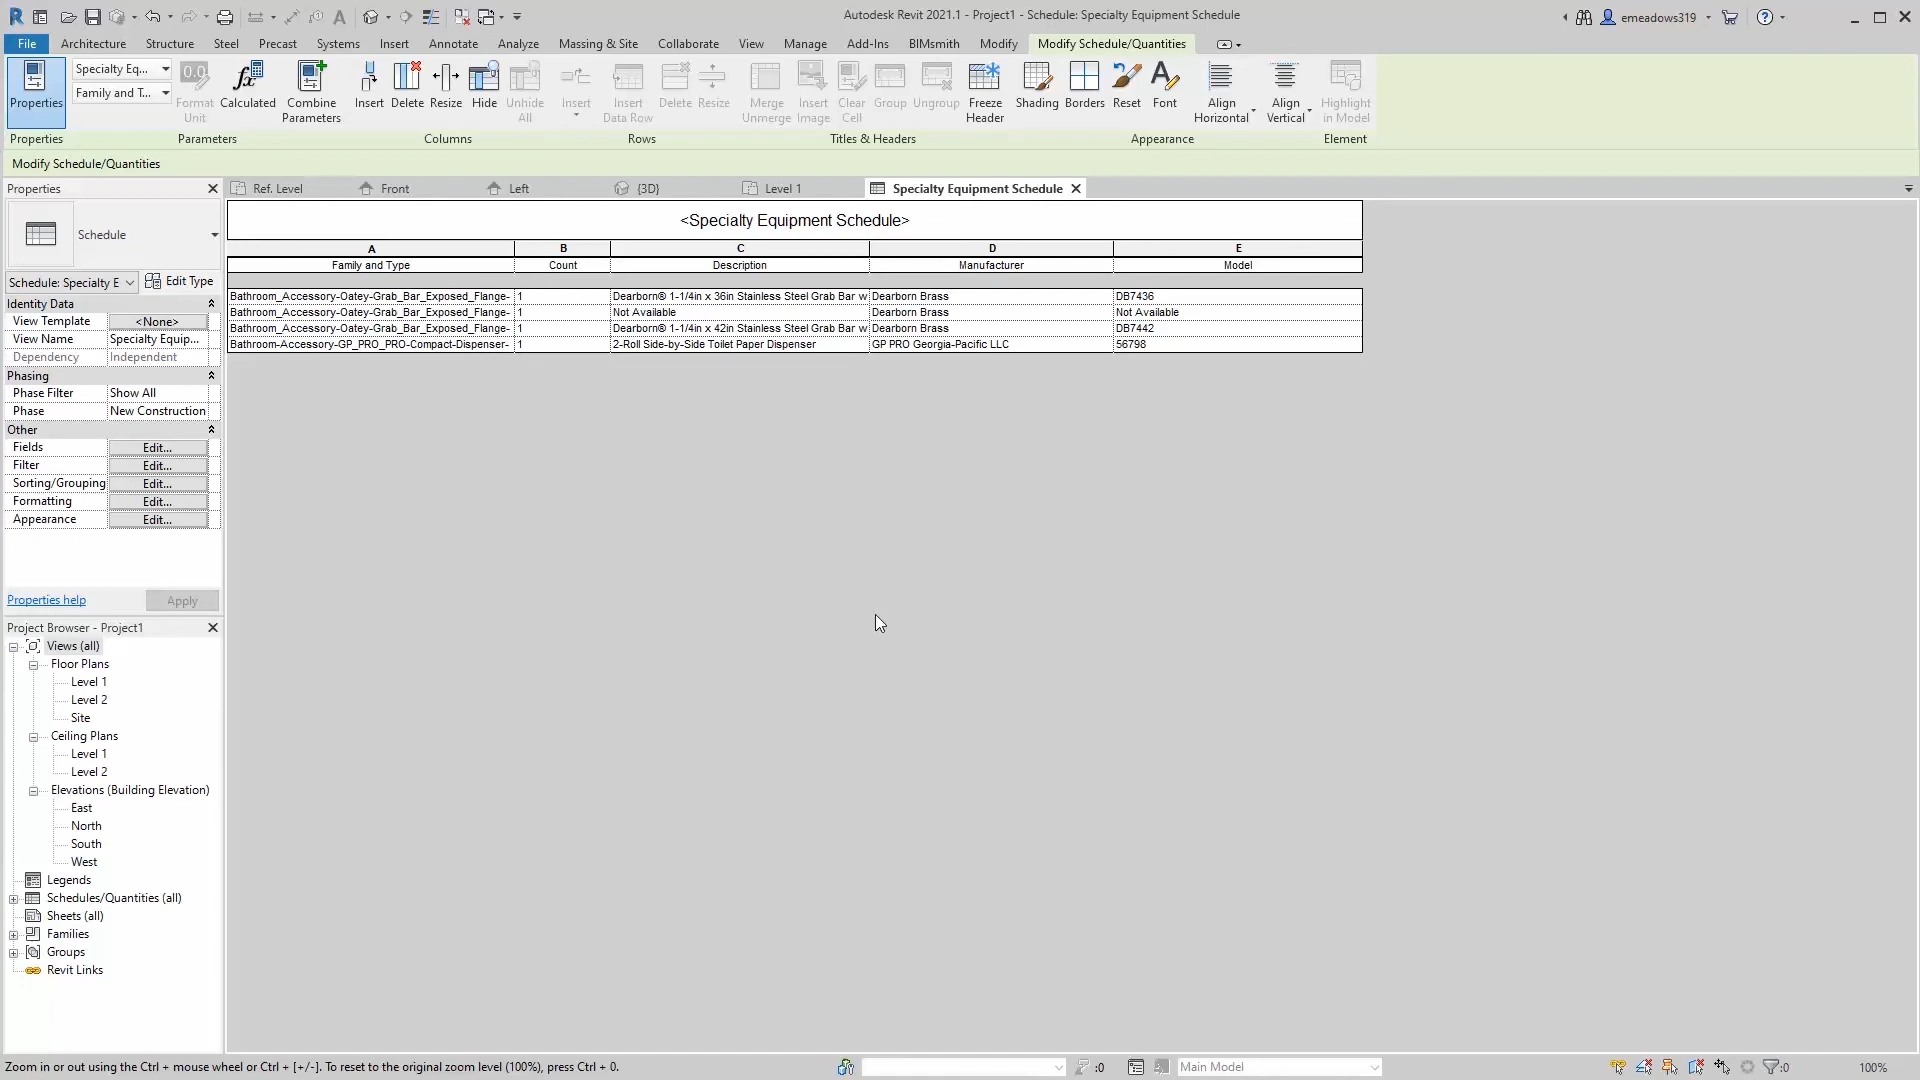 Autodesk Revit 2021.1 - Project1 - Schedule: Specialty Equipment Schedule
emeadows319
File Architecture Structure Steel Precast Systems Insert Annotate Analyze Massing & Site Collaborate View Manage Add-Ins BIMsmith Modify Modify Schedule/Quantities
Properties
Specialty Eq...
Family and T...
Format Unit
Calculated
Combine Parameters
Insert
Delete
Resize
Hide
Unhide All
Insert
Insert Data Row
Delete
Resize
Merge Unmerge
Insert Image
Clear Cell
Group
Ungroup
Freeze Header
Shading
Borders
Reset
Font
Align Horizontal
Align Vertical
Highlight in Model
Properties Parameters Columns Rows Titles & Headers Appearance Element
Modify Schedule/Quantities
Properties
Ref. Level Front Left {3D} Level 1 Specialty Equipment Schedule
Schedule
Schedule: Specialty E Edit Type
Identity Data
View Template <None>
View Name Specialty Equip...
Dependency Independent
Phasing
Phase Filter Show All
Phase New Construction
Other
Fields Edit...
Filter Edit...
Sorting/Grouping Edit...
Formatting Edit...
Appearance Edit...
Properties help Apply
<Specialty Equipment Schedule>
A B C D E
Family and Type Count Description Manufacturer Model
Bathroom_Accessory-Oatey-Grab_Bar_Exposed_Flange- 1 Dearborn® 1-1/4in x 36in Stainless Steel Grab Bar w Dearborn Brass DB7436
Bathroom_Accessory-Oatey-Grab_Bar_Exposed_Flange- 1 Not Available Dearborn Brass Not Available
Bathroom_Accessory-Oatey-Grab_Bar_Exposed_Flange- 1 Dearborn® 1-1/4in x 42in Stainless Steel Grab Bar w Dearborn Brass DB7442
Bathroom-Accessory-GP_PRO_PRO-Compact-Dispenser- 1 2-Roll Side-by-Side Toilet Paper Dispenser GP PRO Georgia-Pacific LLC 56798
Project Browser - Project1
Views (all)
Floor Plans
Level 1
Level 2
Site
Ceiling Plans
Level 1
Level 2
Elevations (Building Elevation)
East
North
South
West
Legends
Schedules/Quantities (all)
Sheets (all)
Families
Groups
Revit Links
Zoom in or out using the Ctrl + mouse wheel or Ctrl + [+/-]. To reset to the original zoom level (100%), press Ctrl + 0.
:0
Main Model
:0
100%